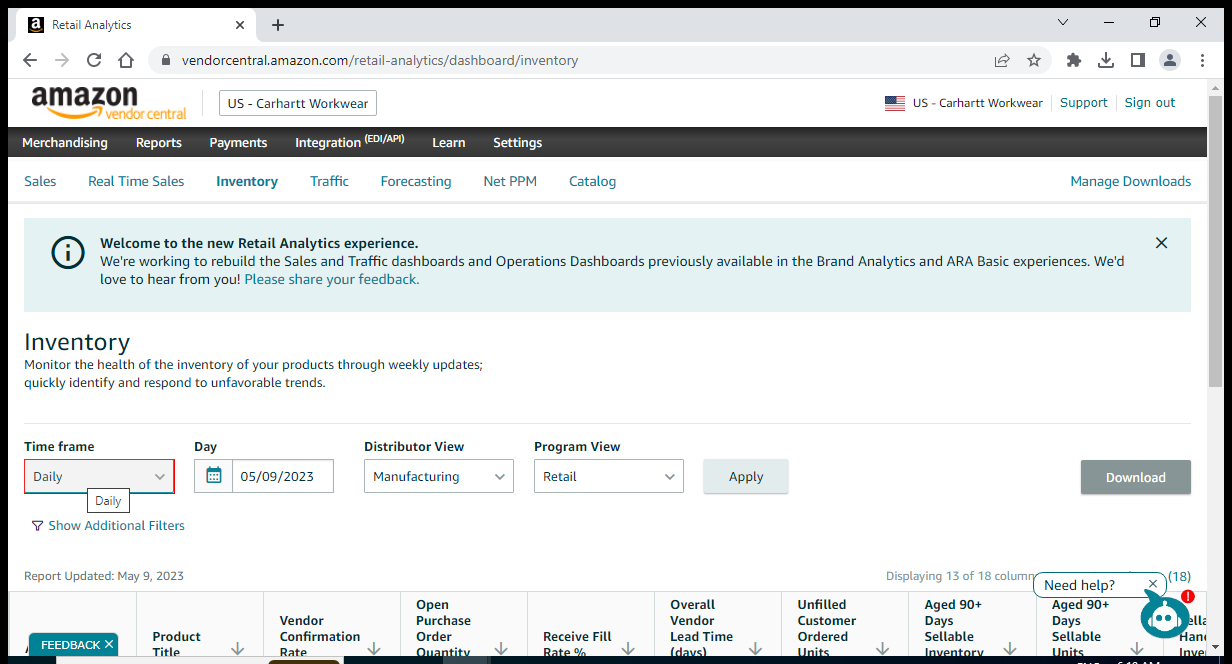 Retail Analytics
vendorcentral.amazon.com/retail-analytics/dashboard/inventory
amazon vendor central
US - Carhartt Workwear
US - Carhartt Workwear
Support
Sign out
Merchandising
Reports
Payments
Integration (EDI/API)
Learn
Settings
Sales
Real Time Sales
Inventory
Traffic
Forecasting
Net PPM
Catalog
Manage Downloads
Welcome to the new Retail Analytics experience.
We're working to rebuild the Sales and Traffic dashboards and Operations Dashboards previously available in the Brand Analytics and ARA Basic experiences. We'd
love to hear from you! Please share your feedback.
Inventory
Monitor the health of the inventory of your products through weekly updates;
quickly identify and respond to unfavorable trends.
Time frame
Day
Distributor View
Program View
Daily
05/09/2023
Manufacturing
Retail
Apply
Download
Daily
Show Additional Filters
Report Updated: May 9, 2023
Displaying 13 of 18 column
(18)
Need help?
FEEDBACK
Product
Title
Vendor
Confirmation
Rate
Open
Purchase
Order
Quantity
Receive Fill
Rate %
Overall
Vendor
Lead Time
(days)
Unfilled
Customer
Ordered
Units
Aged 90+
Days
Sellable
Inventory
Aged 90+
Days
Sellable
Units